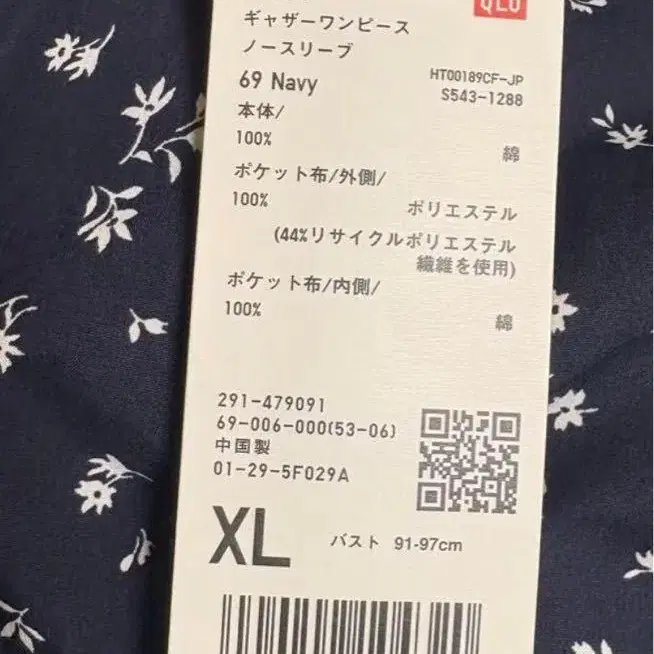 QLO
ギャザーワンピース
ノースリーブ
69 Navy
HT00189CF-JP
S543-1288
本体/
100%
綿
ポケット布/外側/
100%
ポリエステル
(44%リサイクルポリエステル
繊維を使用)
ポケット布/内側/
100%
綿
291-479091
69-006-000(53-06)
中国製
01-29-5F029A
XL
バスト 91-97cm